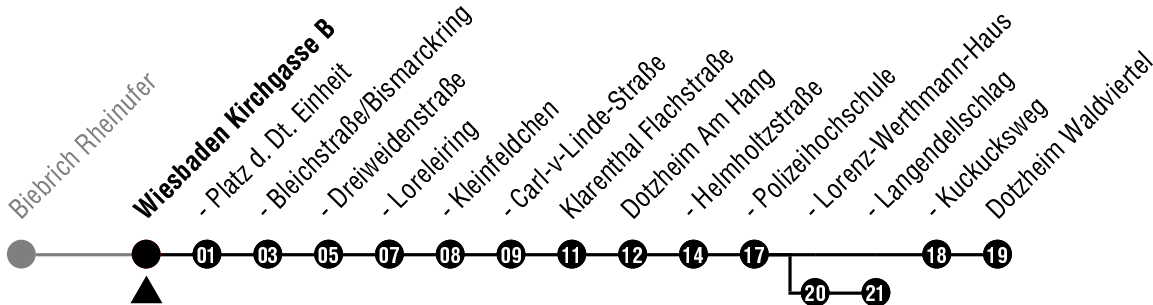 Biebrich Rheinufer
Wiesbaden Kirchgasse B
- Platz d. Dt. Einheit
- Bleichstraße/Bismarckring
- Dreiweidenstraße
- Loreleiring
- Kleinfeldchen
- Carl-v-Linde-Straße
Klarenthal Flachstraße
Dotzheim Am Hang
- Helmholtzstraße
- Polizeihochschule
- Lorenz-Werthmann-Haus
- Langendellschlag
- Kuckucksweg
Dotzheim Waldviertel
01 03 05 07 08 09 11 12 14 17 18 19
20 21